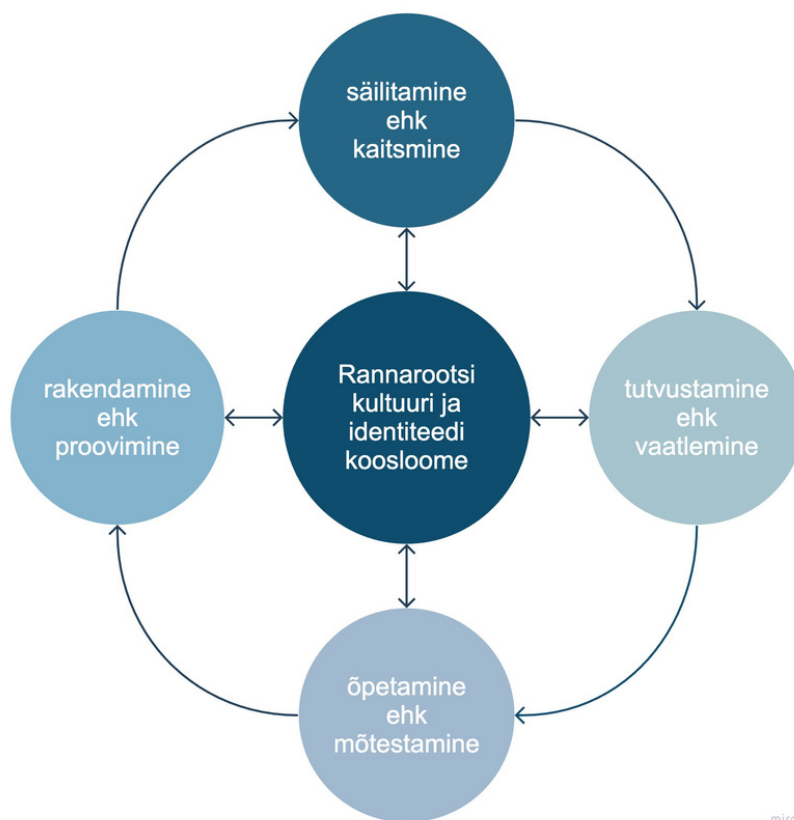 säilitamine
ehk
kaitsmine
rakendamine
ehk
proovimine
Rannarootsi
kultuuri ja
identiteedi
koosloome
tutvustamine
ehk
vaatlemine
õpetamine
ehk
mõtestamine